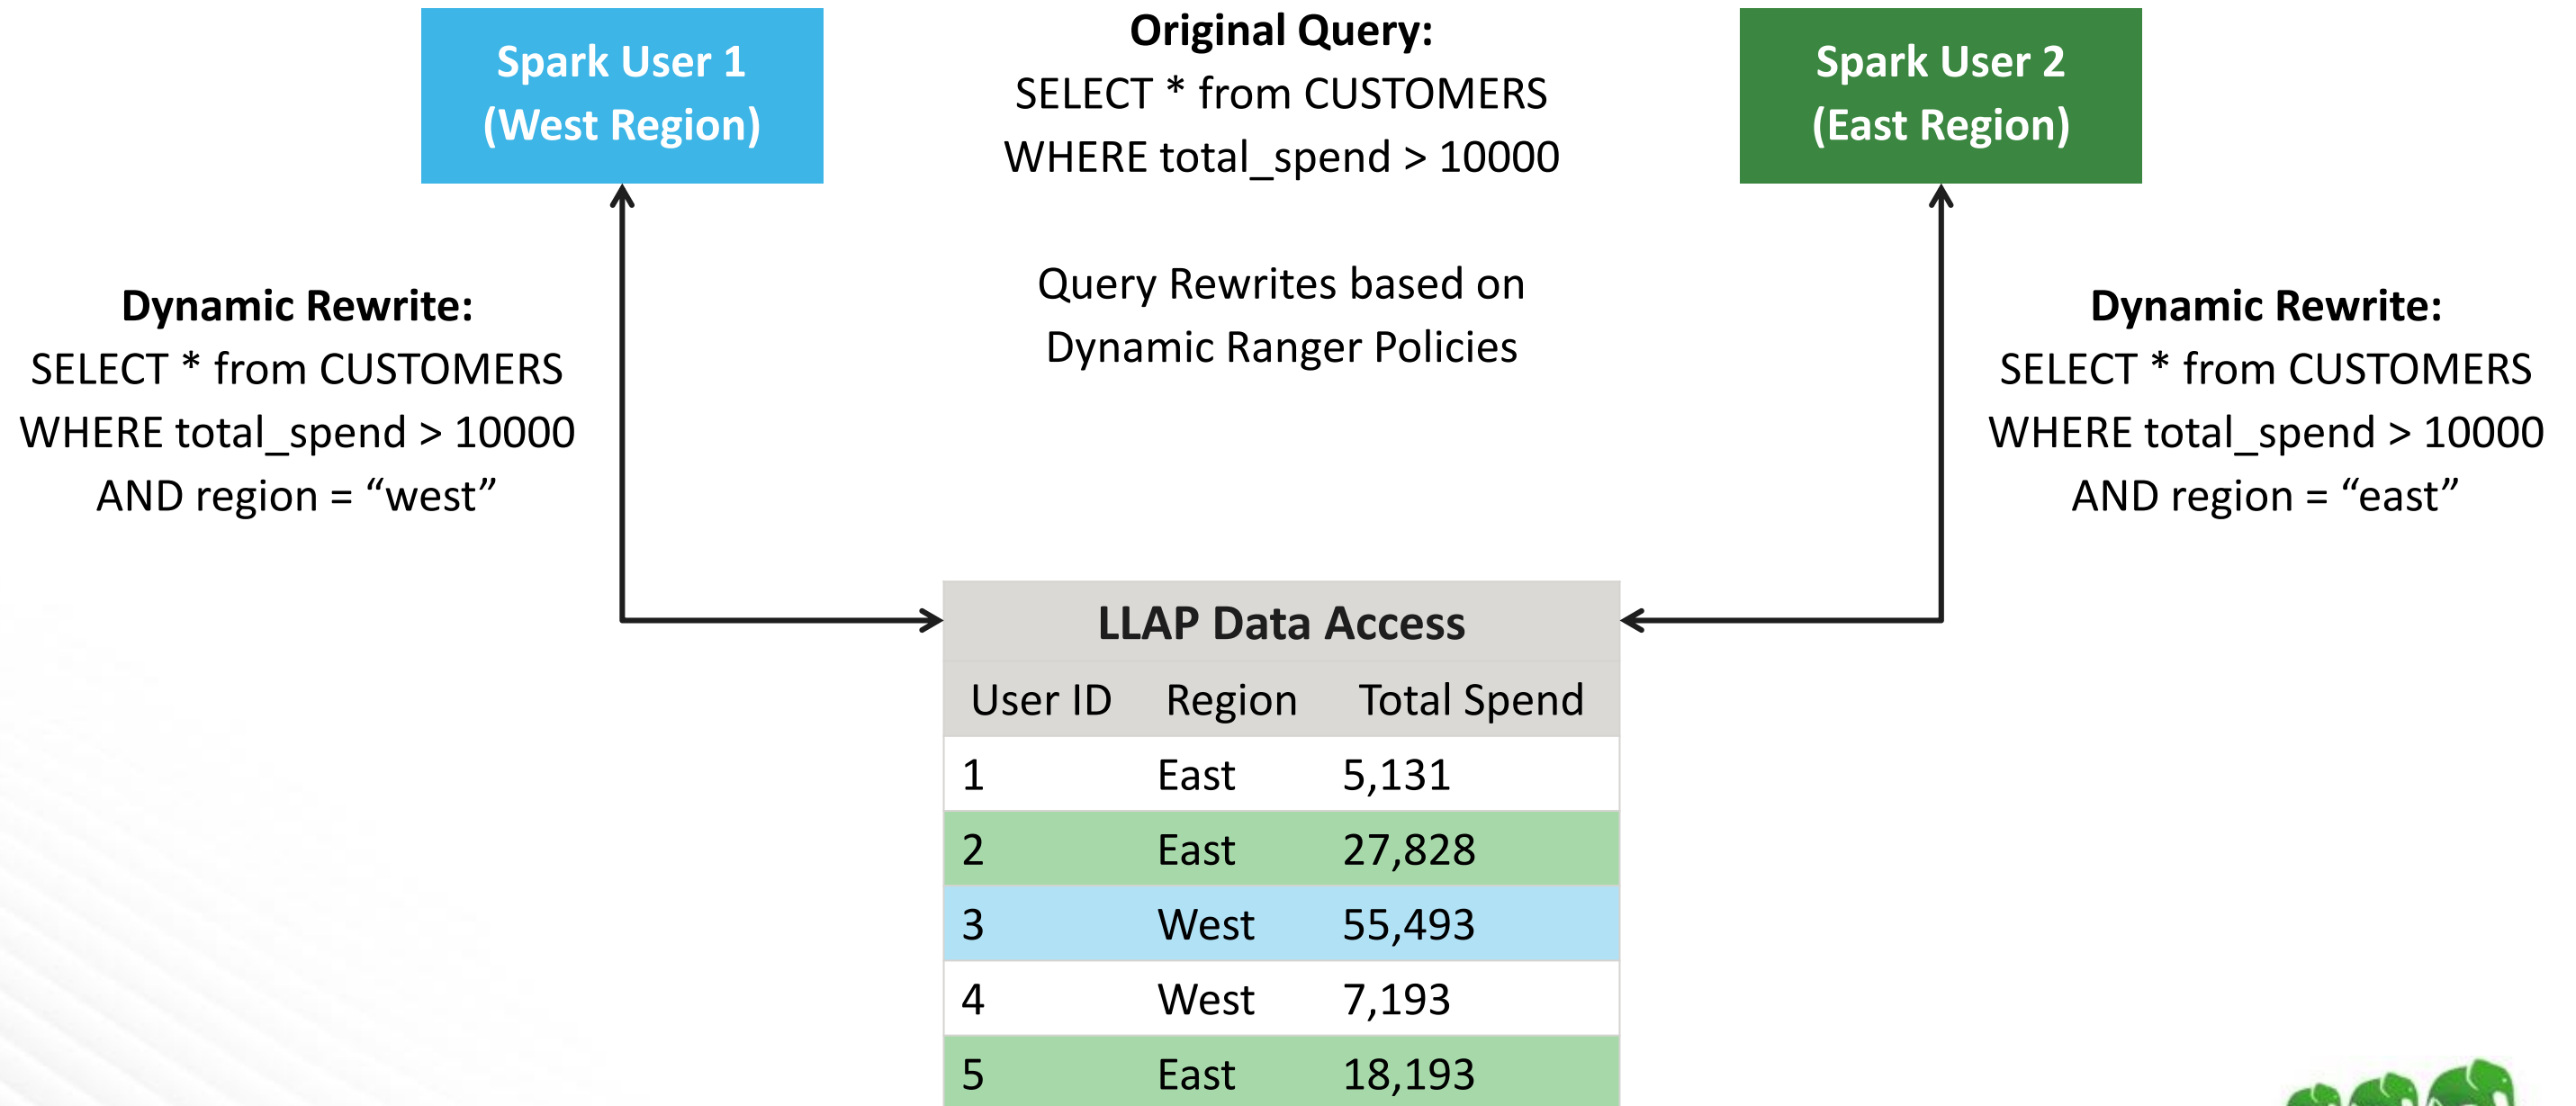 Spark User 1
(West Region)
Original Query:
SELECT * from CUSTOMERS
WHERE total_spend > 10000
Query Rewrites based on
Dynamic Ranger Policies
Spark User 2
(East Region)
Dynamic Rewrite:
SELECT * from CUSTOMERS
WHERE total_spend > 10000
AND region = “west”
Dynamic Rewrite:
SELECT * from CUSTOMERS
WHERE total_spend > 10000
AND region = “east”
LLAP Data Access
User ID Region Total Spend
1 East 5,131
2 East 27,828
3 West 55,493
4 West 7,193
5 East 18,193